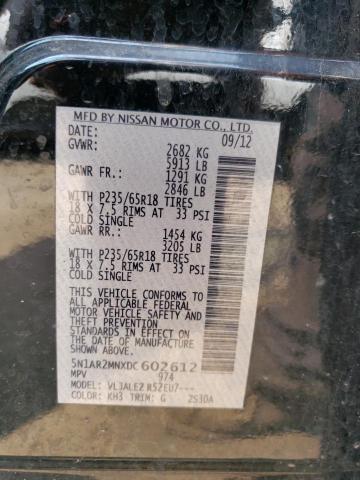 MFD BY NISSAN MOTOR CO., LTD.
DATE: 09/12
GVWR: 2682 KG
5913 LB
GAWR FR.: 1291 KG
2846 LB
WITH P235/65R18 TIRES
18 X 7.5 RIMS AT 33 PSI
COLD SINGLE
GAWR RR.: 1454 KG
3205 LB
WITH P235/65R18 TIRES
18 X 7.5 RIMS AT 33 PSI
COLD SINGLE
THIS VEHICLE CONFORMS TO
ALL APPLICABLE FEDERAL
MOTOR VEHICLE SAFETY
STANDARDS IN EFFECT ON
THE DATE OF MANUFACTURE
SHOWN ABOVE.
5N1AR2MNXDC602612
MPV 974
MODEL: VLJALEZ R52EU7---
COLOR: KH3 TRIM: G 2S30A